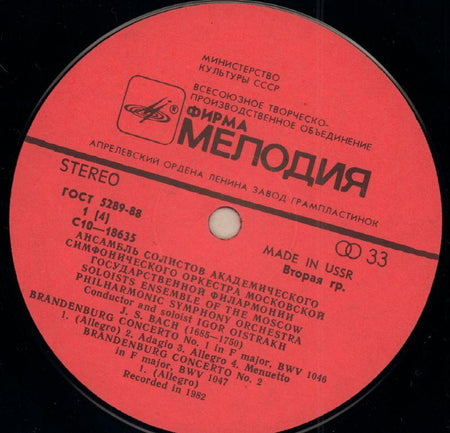 МИНИСТЕРСТВО
КУЛЬТУРЫ СССР
ВСЕСОЮЗНОЕ ТВОРЧЕСКО-
ПРОИЗВОДСТВЕННОЕ ОБЪЕДИНЕНИЕ
®
ФИРМА
МЕЛОДИЯ
АПРЕЛЕВСКИЙ ОРДЕНА ЛЕНИНА ЗАВОД ГРАМПЛАСТИНОК
STEREO
33
ГОСТ 5289-88
MADE IN USSR
1 [4]
Вторая гр.
С10—18635
АНСАМБЛЬ СОЛИСТОВ АКАДЕМИЧЕСКОГО
СИМФОНИЧЕСКОГО ОРКЕСТРА МОСКОВСКОЙ
ГОСУДАРСТВЕННОЙ ФИЛАРМОНИИ
SOLOISTS ENSEMBLE OF THE MOSCOW
PHILHARMONIC SYMPHONY ORCHESTRA
Conductor and soloist IGOR OISTRAKH
J. S. BACH (1685—1750)
BRANDENBURG CONCERTO No. 1 in F major, BWV 1046
1. (Allegro) 2. Adagio 3. Allegro 4. Menuetto
BRANDENBURG CONCERTO No. 2
in F major, BWV 1047
1. (Allegro)
Recorded in 1982